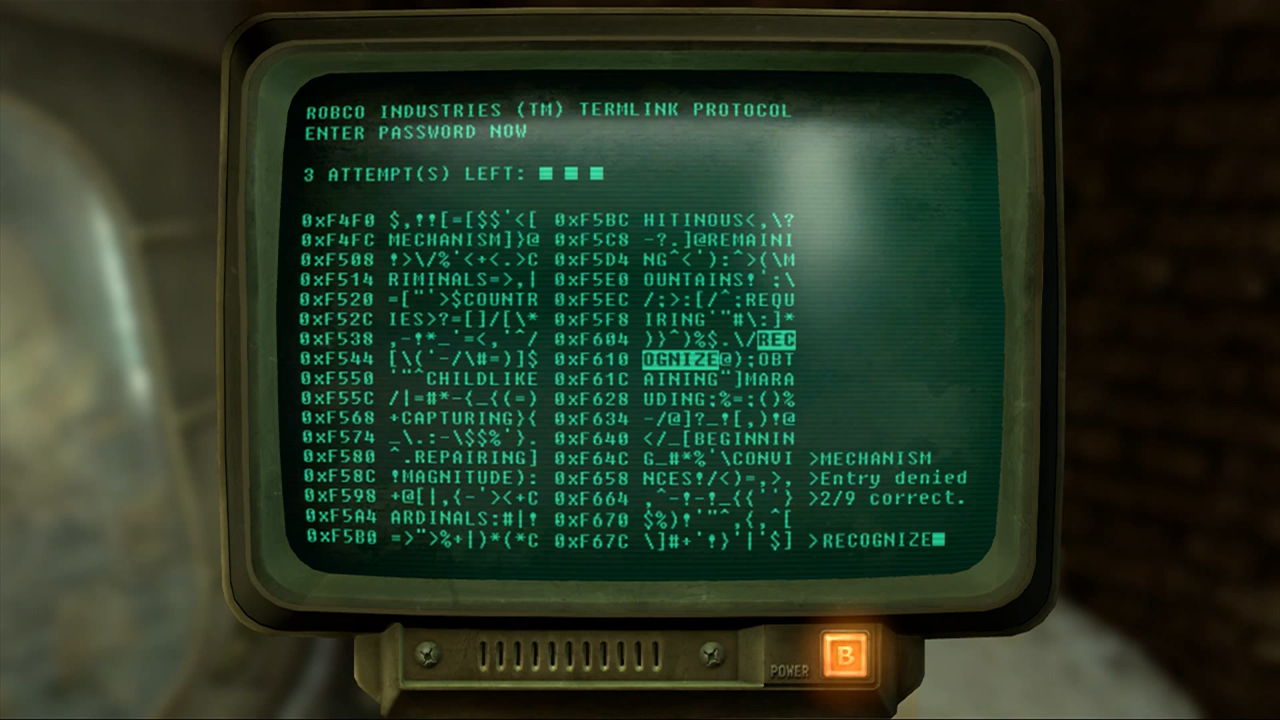 ROBCO INDUSTRIES (TM) TERMLINK PROTOCOL
ENTER PASSWORD NOW
3 ATTEMPT(S) LEFT: ■ ■ ■
0xF4F0 $,!![=[$$'<[ 0xF5BC HITINOUS<,\?
0xF4FC MECHANISM]}@ 0xF5C8 -?.]@REMAINI
0xF508 !>\/%'<+<.>C 0xF5D4 NG^<'):^>(\M
0xF514 RIMINALS=>,| 0xF5E0 OUNTAINS!';\
0xF520 =["'>$COUNTR 0xF5EC /;>:[/^;REQU
0xF52C IES>?=[]/[\* 0xF5F8 IRING'"#\:]*
0xF538 ,-!*_'=<,'^/ 0xF604 )}^)%$.\/REC
0xF544 [\('-/\#=)]$ 0xF610 OGNIZE@);OBT
0xF550 '"^CHILDLIKE 0xF61C AINING"]MARA
0xF55C /|=#*-{_{(=) 0xF628 UDING;%=;()%
0xF568 +CAPTURING}{ 0xF634 -/@]?_![,)!@
0xF574 _\.:-\$$%'}. 0xF640 </_[BEGINNIN
0xF580 ^.REPAIRING] 0xF64C G_#*%'\CONVI >MECHANISM
0xF58C !MAGNITUDE): 0xF658 NCES!/<)=,>, >Entry denied
0xF598 +@[|,{-'><+C 0xF664 ,^-!-!_{{''} >2/9 correct.
0xF5A4 ARDINALS:#|! 0xF670 $%)!'"^,{,^[
0xF5B0 =>">%+|)*(*C 0xF67C \]#+'!}'|'$] >RECOGNIZE■
POWER
B